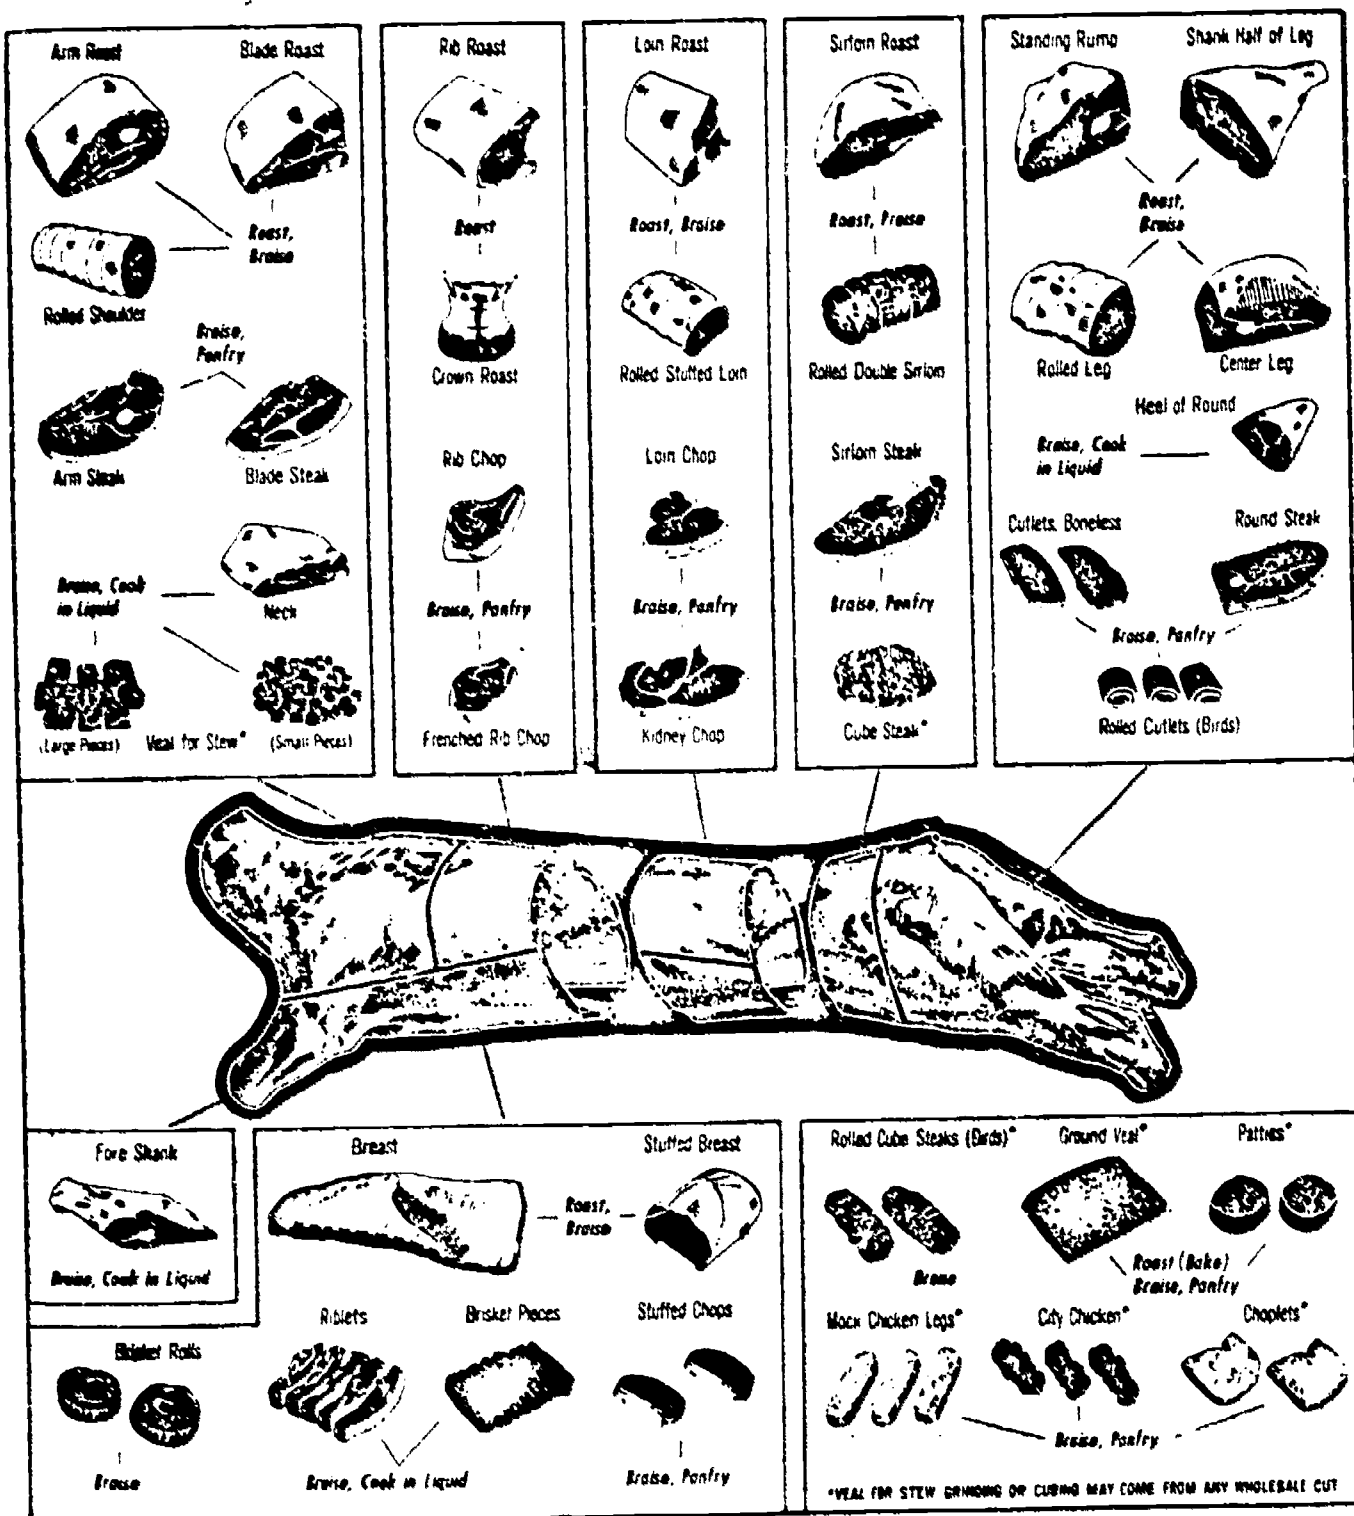 Arm Roast
Blade Roast
Roast,
Braise
Rolled Shoulder
Braise,
Panfry
Arm Steak
Blade Steak
Braise, Cook
in Liquid
Neck
(Large Pieces)
Veal for Stew*
(Small Pieces)
Rib Roast
Roast
Crown Roast
Rib Chop
Braise, Panfry
Frenched Rib Chop
Loin Roast
Roast, Braise
Rolled Stuffed Loin
Loin Chop
Braise, Panfry
Kidney Chop
Sirloin Roast
Roast, Braise
Rolled Double Sirloin
Sirloin Steak
Braise, Panfry
Cube Steak*
Standing Rump
Shank Half of Leg
Roast,
Braise
Rolled Leg
Center Leg
Heel of Round
Braise, Cook
in Liquid
Cutlets, Boneless
Round Steak
Braise, Panfry
Rolled Cutlets (Birds)
Fore Shank
Braise, Cook in Liquid
Breast
Stuffed Breast
Roast,
Braise
Brisket Rolls
Braise
Riblets
Brisket Pieces
Braise, Cook in Liquid
Stuffed Chops
Braise, Panfry
Rolled Cube Steaks (Birds)*
Braise
Ground Veal*
Patties*
Roast (Bake)
Braise, Panfry
Mock Chicken Legs*
City Chicken*
Choplets*
Braise, Panfry
*VEAL FOR STEW GRINDING OR CUBING MAY COME FROM ANY WHOLESALE CUT